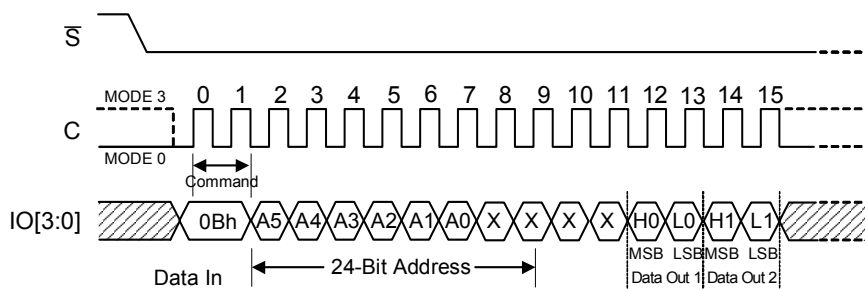 S
MODE 3 0 1 2 3 4 5 6 7 8 9 10 11 12 13 14 15
C
MODE 0
Command
IO[3:0] 0Bh A5 A4 A3 A2 A1 A0 X X X X H0 L0 H1 L1
MSB LSB MSB LSB
Data In 24-Bit Address Data Out 1 Data Out 2